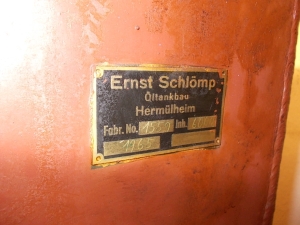 Ernst Schlömp
Öltankbau
Hermülheim
Fabr. No. Inh.